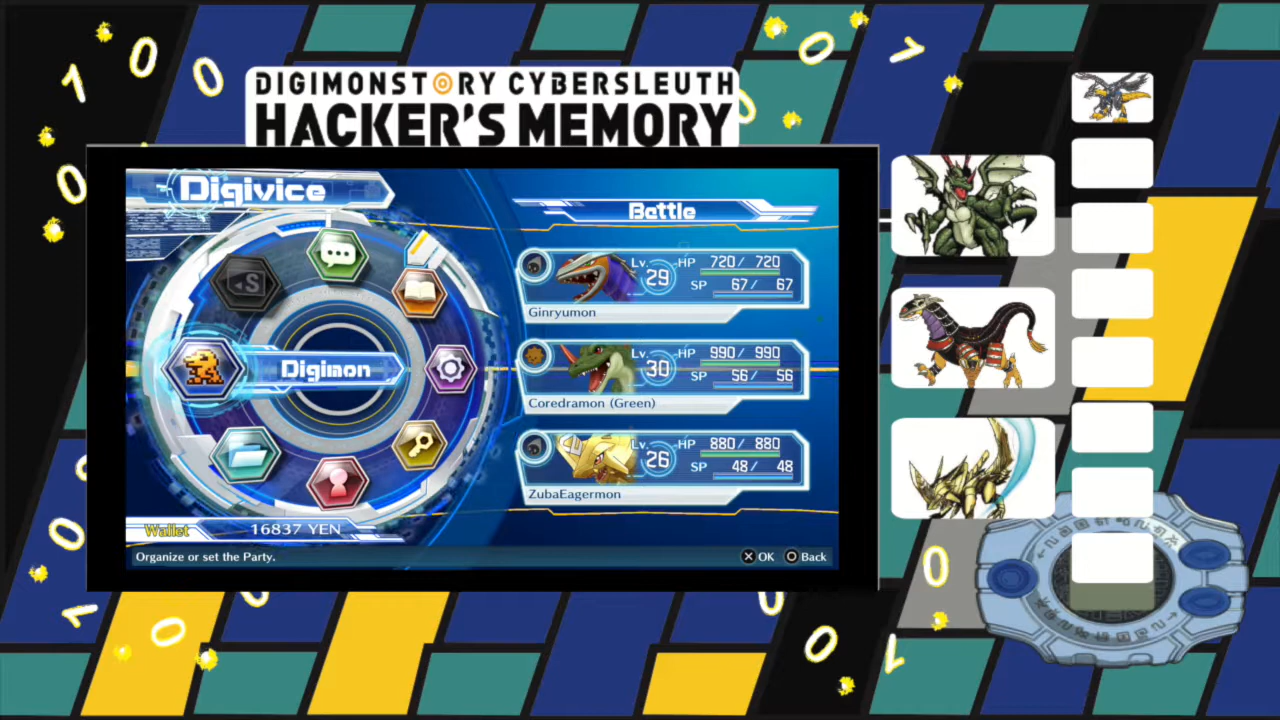 DIGIMONSTORY CYBERSLEUTH
HACKER'S MEMORY
Digivice
Battle
Lv. 29 HP 720/ 720
SP 67/ 67
Ginryumon
Lv. 30 HP 990/ 990
SP 56/ 56
Coredramon (Green)
Lv. 26 HP 880/ 880
SP 48/ 48
ZubaEagermon
S
Digimon
Wallet 16837 YEN
Organize or set the Party.
OK Back